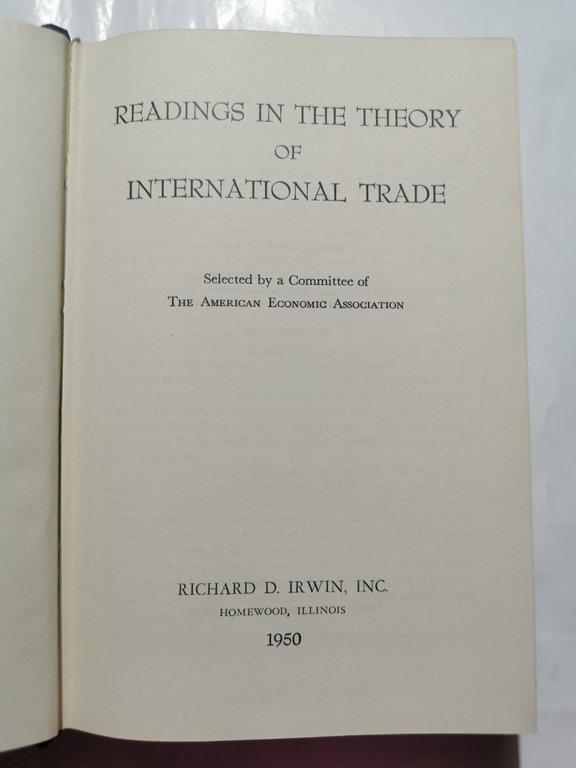 READINGS IN THE THEORY
OF
INTERNATIONAL TRADE
Selected by a Committee of
THE AMERICAN ECONOMIC ASSOCIATION
RICHARD D. IRWIN, INC.
HOMEWOOD, ILLINOIS
1950